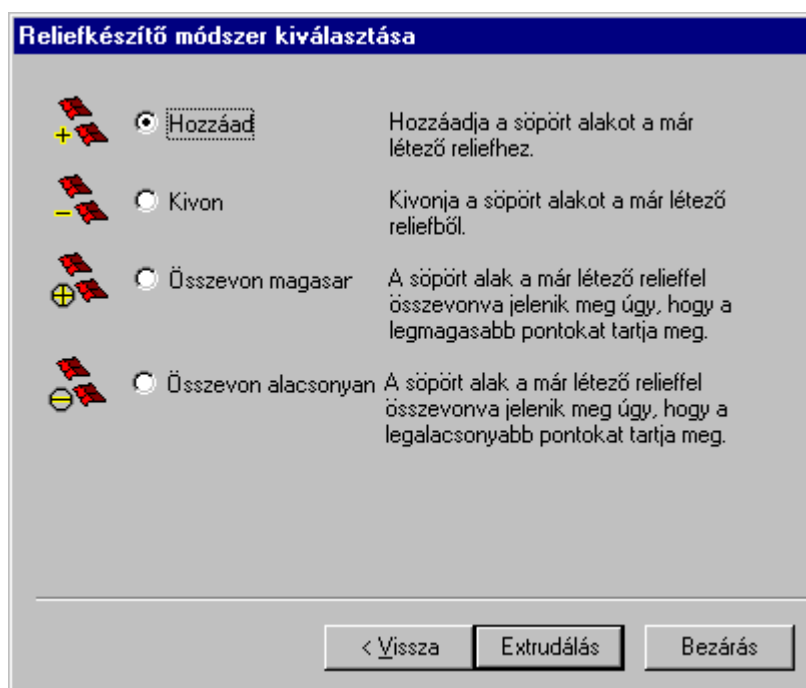 Reliefkészítő módszer kiválasztása
Hozzáad
Hozzáadja a söpört alakot a már
létező reliefhez.
Kivon
Kivonja a söpört alakot a már létező
reliefből.
Összevon magasar
A söpört alak a már létező relieffel
összevonva jelenik meg úgy, hogy a
legmagasabb pontokat tartja meg.
Összevon alacsonyan
A söpört alak a már létező relieffel
összevonva jelenik meg úgy, hogy a
legalacsonyabb pontokat tartja meg.
< Vissza
Extrudálás
Bezárás